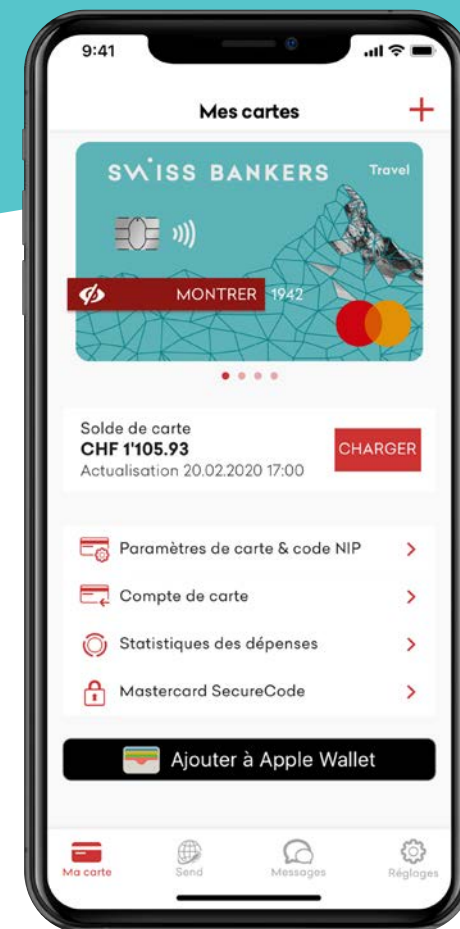 9:41
Mes cartes
SWISS BANKERS Travel
MONTRER 1942
Solde de carte
CHF 1'105.93
CHARGER
Actualisation 20.02.2020 17:00
Paramètres de carte & code NIP
Compte de carte
Statistiques des dépenses
Mastercard SecureCode
Ajouter à Apple Wallet
Ma carte Send Messages Réglages